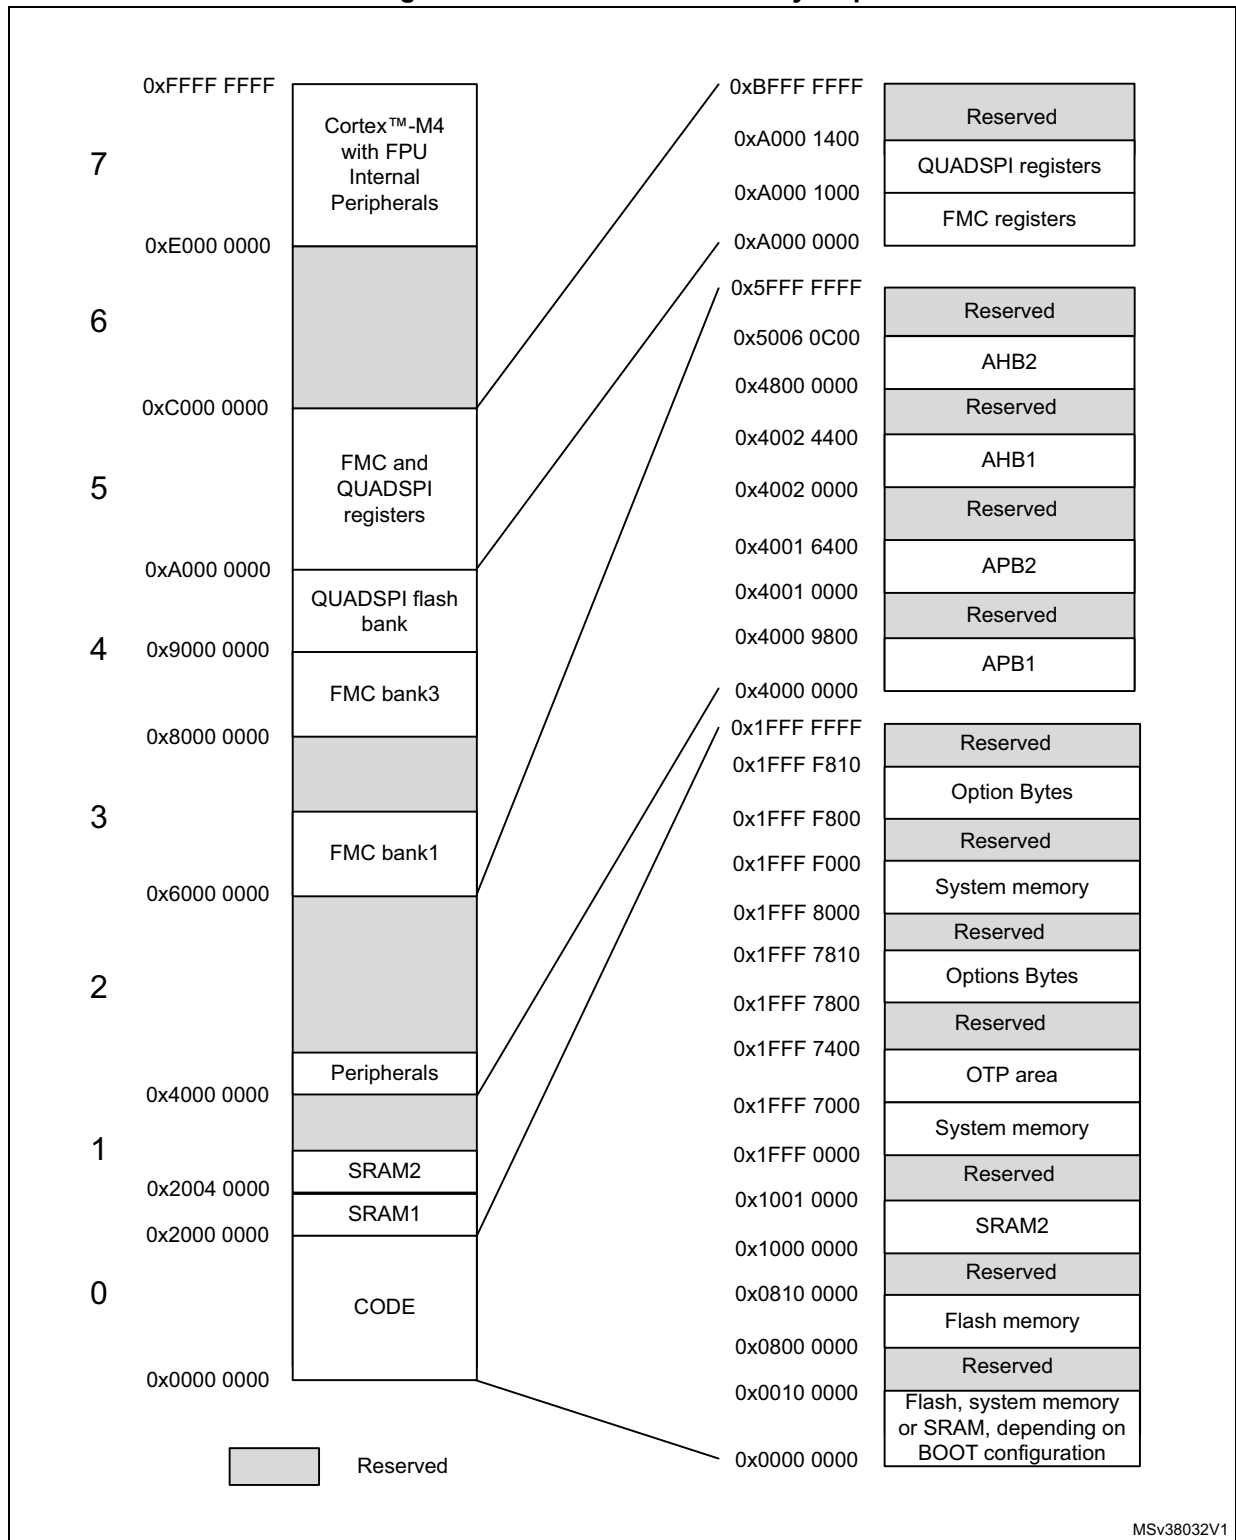 0xFFFF FFFF
Cortex™-M4
with FPU
Internal
Peripherals
7
0xE000 0000
6
0xC000 0000
FMC and
QUADSPI
registers
5
0xA000 0000
QUADSPI flash
bank
4
0x9000 0000
FMC bank3
0x8000 0000
3
FMC bank1
0x6000 0000
2
Peripherals
0x4000 0000
1
SRAM2
0x2004 0000
SRAM1
0x2000 0000
0
CODE
0x0000 0000
Reserved
0xBFFF FFFF
Reserved
0xA000 1400
QUADSPI registers
0xA000 1000
FMC registers
0xA000 0000
0x5FFF FFFF
Reserved
0x5006 0C00
AHB2
0x4800 0000
Reserved
0x4002 4400
AHB1
0x4002 0000
Reserved
0x4001 6400
APB2
0x4001 0000
Reserved
0x4000 9800
APB1
0x4000 0000
0x1FFF FFFF
Reserved
0x1FFF F810
Option Bytes
0x1FFF F800
Reserved
0x1FFF F000
System memory
0x1FFF 8000
Reserved
0x1FFF 7810
Options Bytes
0x1FFF 7800
Reserved
0x1FFF 7400
OTP area
0x1FFF 7000
System memory
0x1FFF 0000
Reserved
0x1001 0000
SRAM2
0x1000 0000
Reserved
0x0810 0000
Flash memory
0x0800 0000
Reserved
0x0010 0000
Flash, system memory
or SRAM, depending on
BOOT configuration
0x0000 0000
MSv38032V1